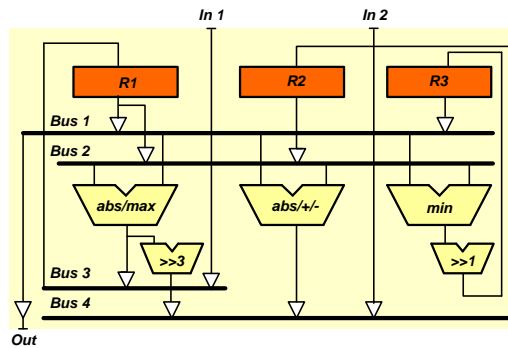 In 1
In 2
R1
R2
R3
Bus 1
Bus 2
abs/max
abs/+/-
min
>>3
>>1
Bus 3
Bus 4
Out